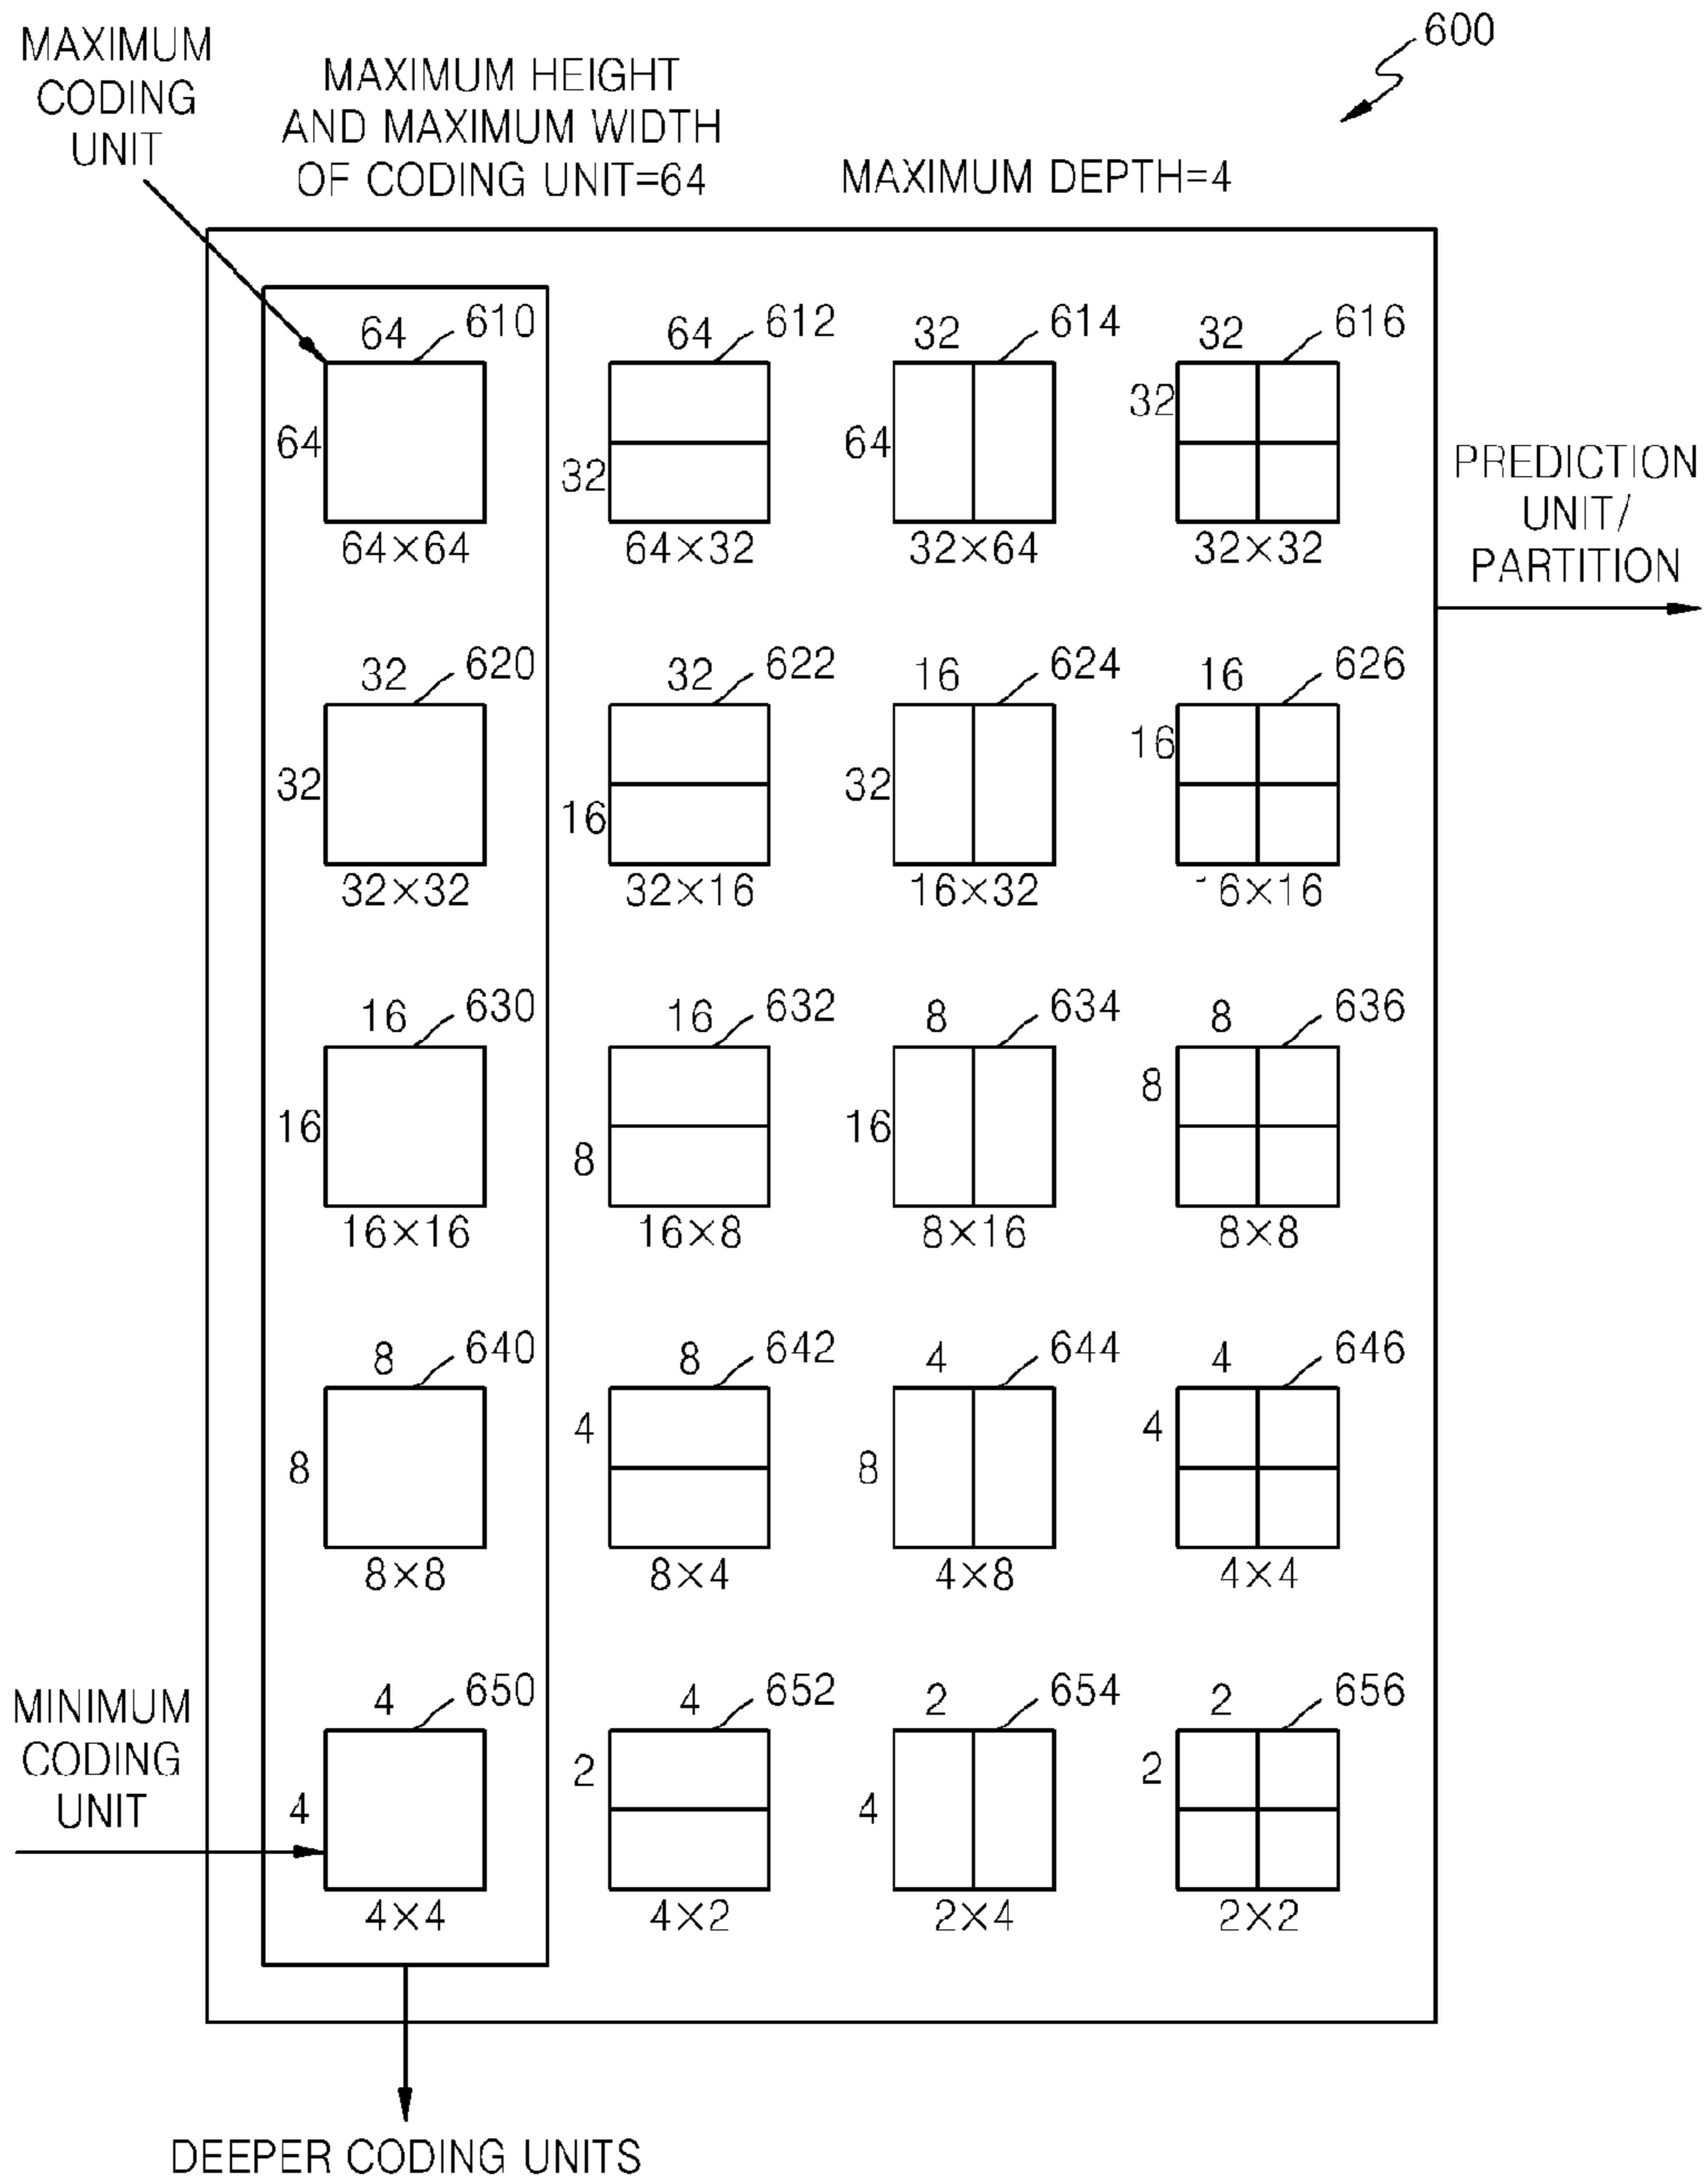 600
MAXIMUM
CODING
UNIT
MAXIMUM HEIGHT
AND MAXIMUM WIDTH
OF CODING UNIT=64
MAXIMUM DEPTH=4
64 610 64 612 32 614 32 616
64 32 64 32
64×64 64×32 32×64 32×32
PREDICTION
UNIT/
PARTITION
32 620 32 622 16 624 16 626
32 16 32 16
32×32 32×16 16×32 16×16
16 630 16 632 8 634 8 636
16 8 16 8
16×16 16×8 8×16 8×8
8 640 8 642 4 644 4 646
8 4 8 4
8×8 8×4 4×8 4×4
MINIMUM
CODING
UNIT
4 650 4 652 2 654 2 656
4 2 4 2
4×4 4×2 2×4 2×2
DEEPER CODING UNITS